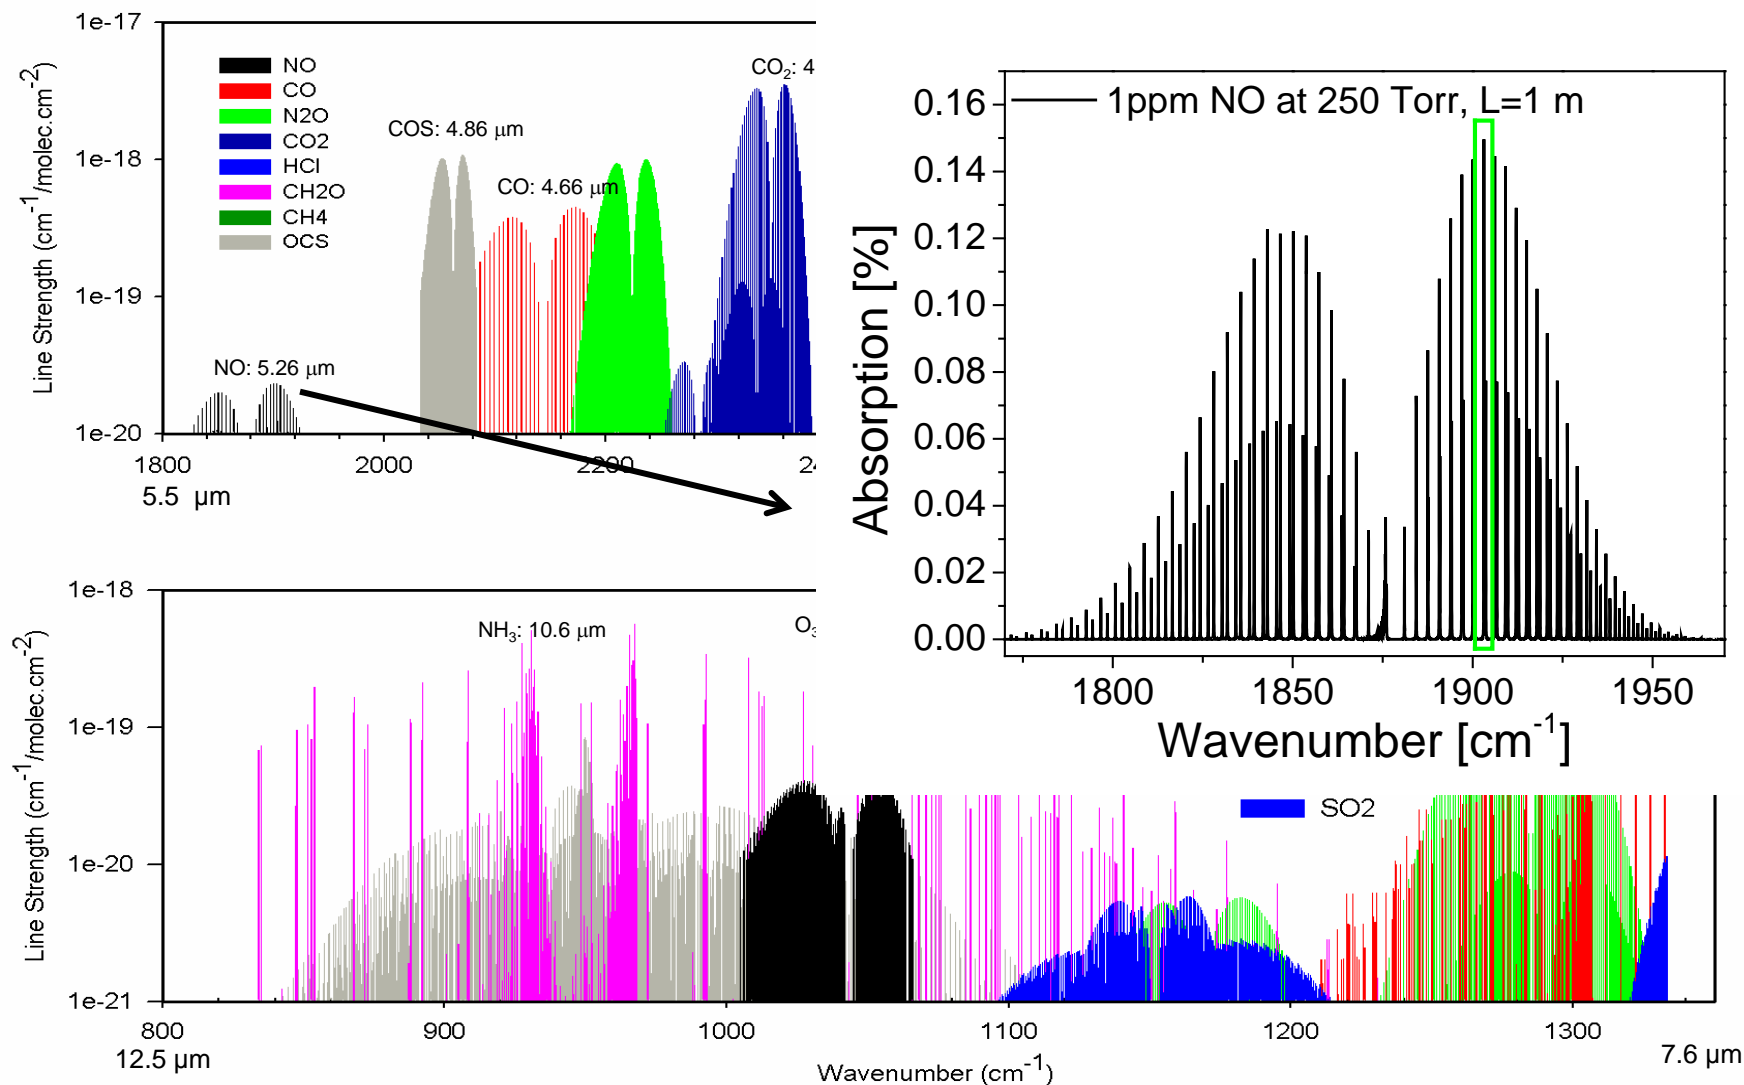 1e-17
1e-18
1e-19
1e-20
Line Strength (cm⁻¹/molec.cm⁻²)
NO
CO
N2O
CO2
HCl
CH2O
CH4
OCS
CO₂: 4
COS: 4.86 µm
CO: 4.66 µm
NO: 5.26 µm
1800
2000
2200
24
5.5 µm
1ppm NO at 250 Torr, L=1 m
0.16
0.14
0.12
0.10
0.08
0.06
0.04
0.02
0.00
Absorption [%]
1800
1850
1900
1950
Wavenumber [cm⁻¹]
1e-18
1e-19
1e-20
1e-21
Line Strength (cm⁻¹/molec.cm⁻²)
NH₃: 10.6 µm
O₃
SO2
800
900
1000
1100
1200
1300
12.5 µm
7.6 µm
Wavenumber (cm⁻¹)